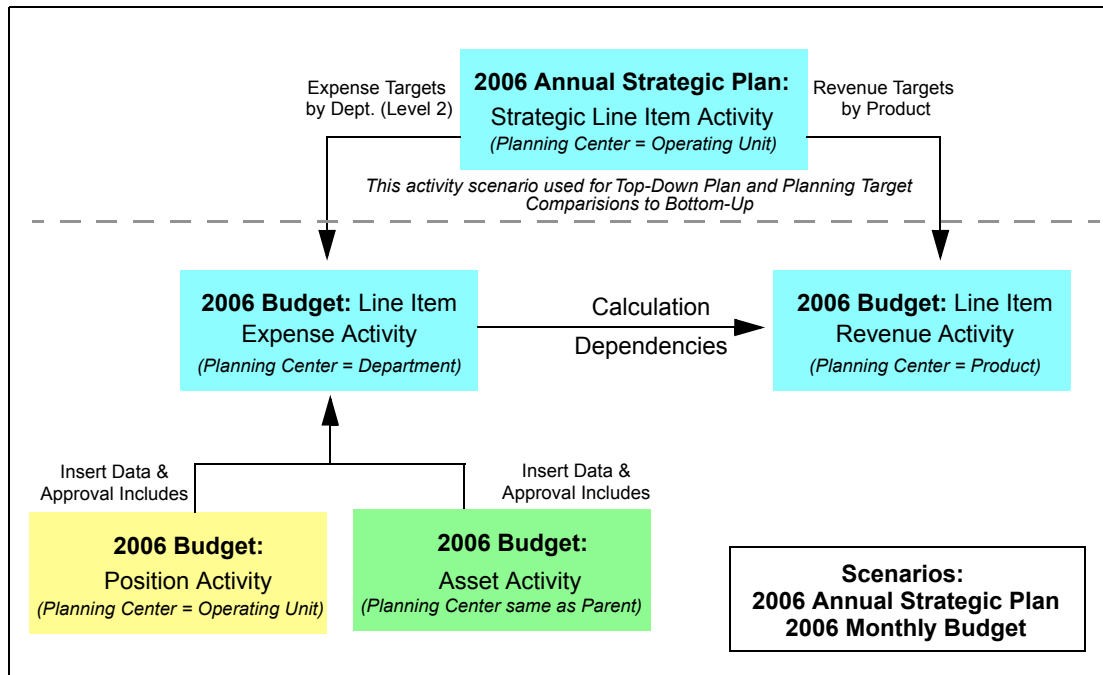 Expense Targets
by Dept. (Level 2)
2006 Annual Strategic Plan:
Strategic Line Item Activity
(Planning Center = Operating Unit)
Revenue Targets
by Product
This activity scenario used for Top-Down Plan and Planning Target
Comparisions to Bottom-Up
2006 Budget: Line Item
Expense Activity
(Planning Center = Department)
Calculation
Dependencies
2006 Budget: Line Item
Revenue Activity
(Planning Center = Product)
Insert Data &
Approval Includes
Insert Data &
Approval Includes
2006 Budget:
Position Activity
(Planning Center = Operating Unit)
2006 Budget:
Asset Activity
(Planning Center same as Parent)
Scenarios:
2006 Annual Strategic Plan
2006 Monthly Budget